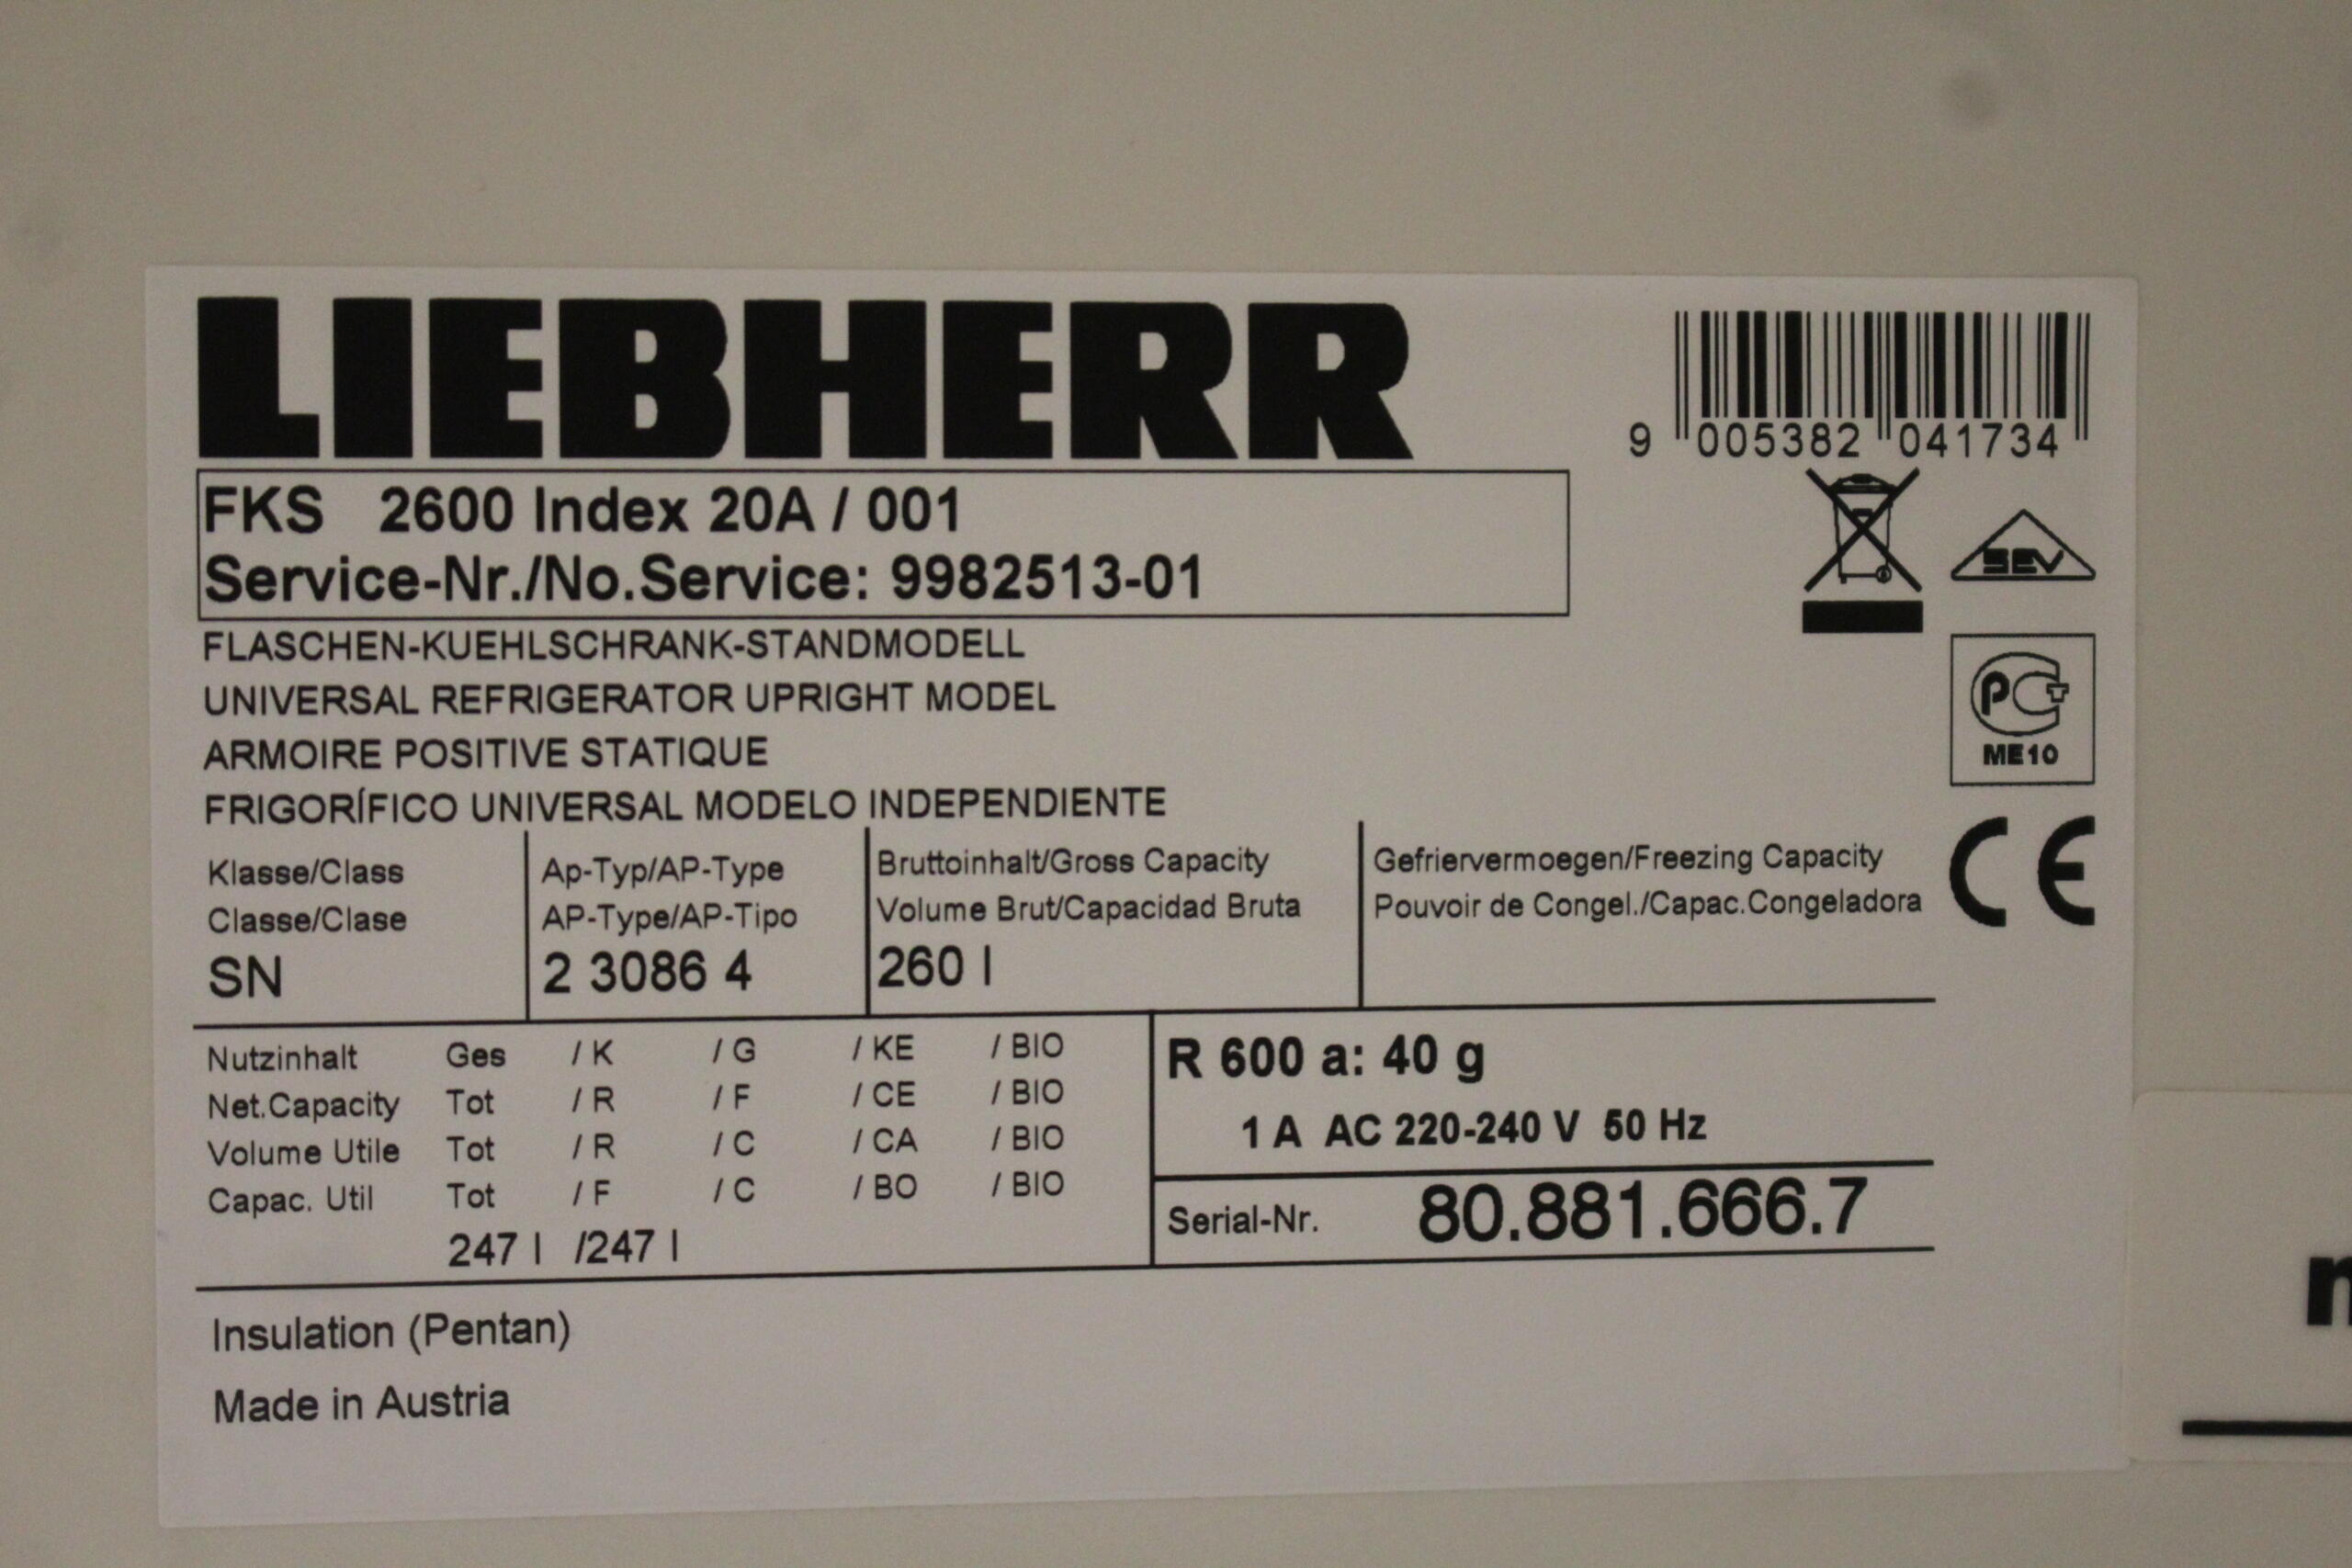 LIEBHERR
9 005382 041734
FKS 2600 Index 20A / 001
Service-Nr./No.Service: 9982513-01
SEV
FLASCHEN-KUEHLSCHRANK-STANDMODELL
UNIVERSAL REFRIGERATOR UPRIGHT MODEL
ARMOIRE POSITIVE STATIQUE
FRIGORÍFICO UNIVERSAL MODELO INDEPENDIENTE
ME10
CE
Klasse/Class
Classe/Clase
SN
Ap-Typ/AP-Type
AP-Type/AP-Tipo
2 3086 4
Bruttoinhalt/Gross Capacity
Volume Brut/Capacidad Bruta
260 l
Gefriervermoegen/Freezing Capacity
Pouvoir de Congel./Capac.Congeladora
Nutzinhalt Ges / K / G / KE / BIO
Net.Capacity Tot / R / F / CE / BIO
Volume Utile Tot / R / C / CA / BIO
Capac. Util Tot / F / C / BO / BIO
247 l /247 l
R 600 a: 40 g
1 A AC 220-240 V 50 Hz
Serial-Nr. 80.881.666.7
Insulation (Pentan)
Made in Austria